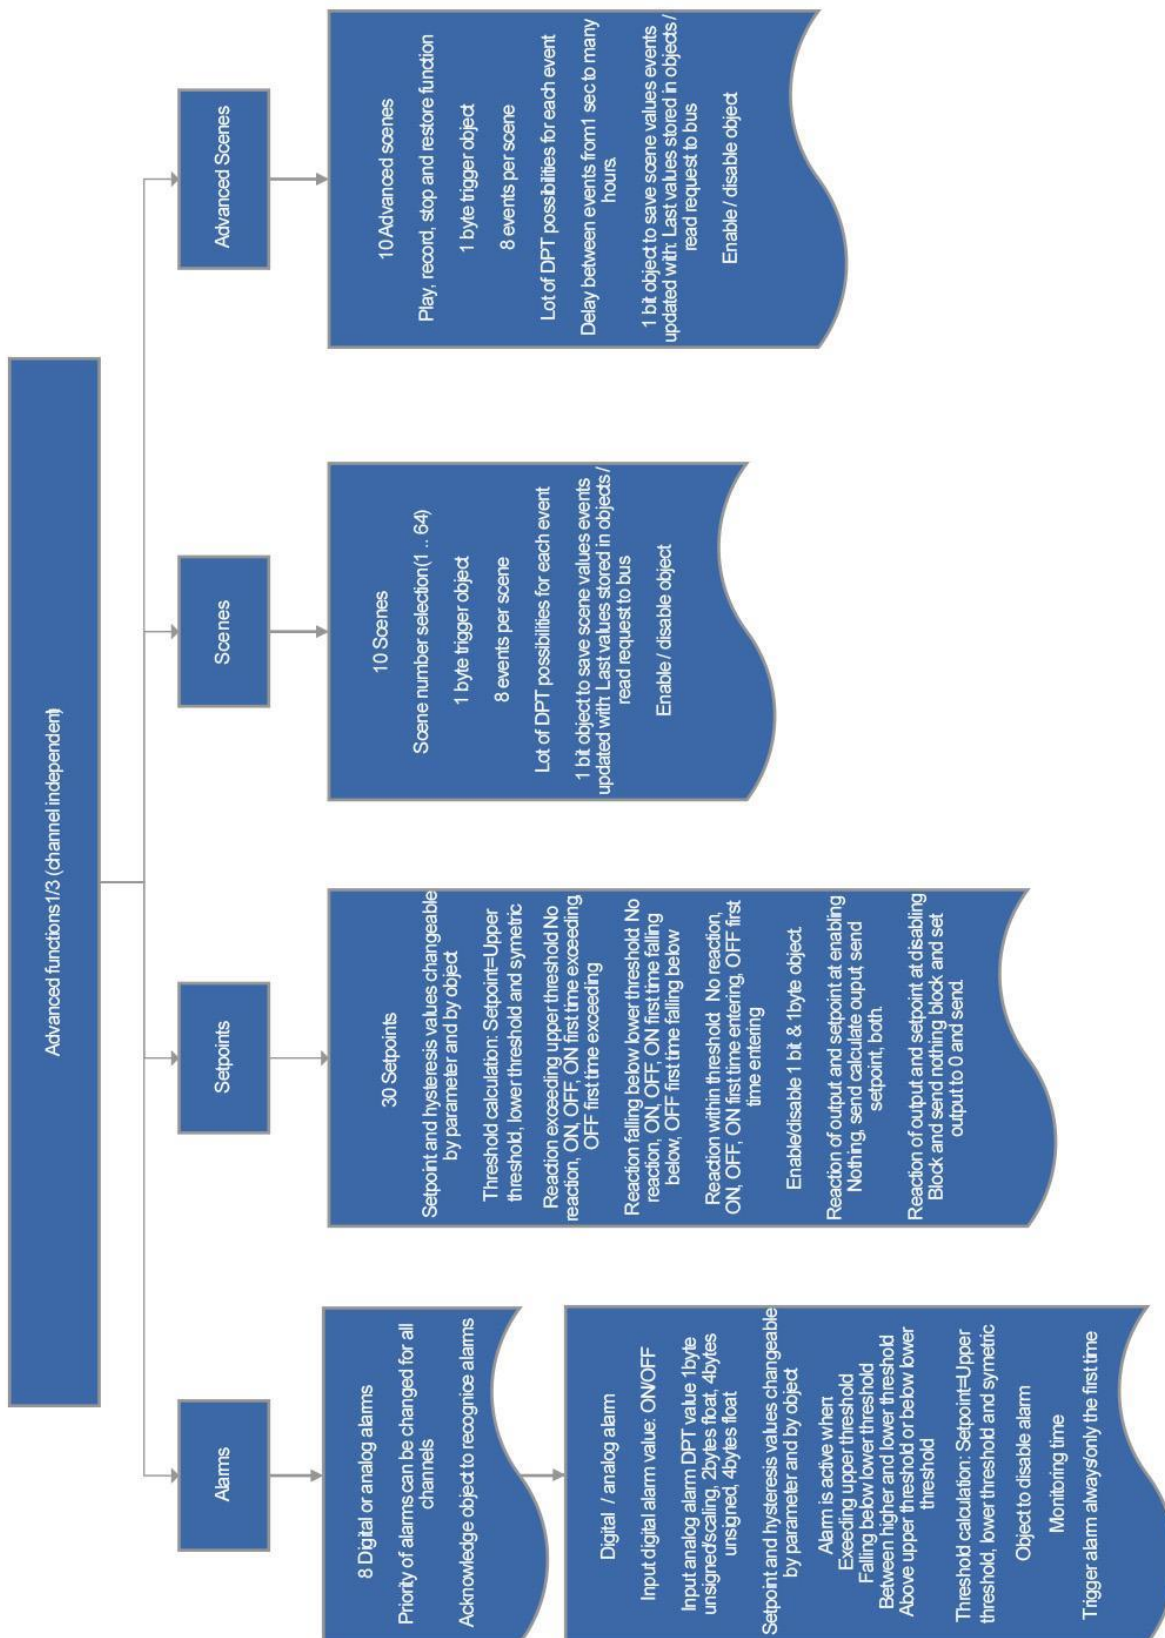 Advanced functions1/3 (channel independent)
Alarms
8 Digital or analog alarms
Priority of alarms can be changed for all
channels
Acknowledge object to recognice alarms
Digital / analog alarm
Input digital alarm value: ON/OFF
Input analog alarm DPT value 1byte
unsigned/scaling, 2bytes float, 4bytes
unsigned, 4bytes float
Setpoint and hysteresis values changeable
by parameter and by object
Alarm is active when:
Exeeding upper threshold
Falling below lower threshold
Between higher and lower threshold
Above upper threshold or below lower
threshold
Threshold calculation: Setpoint=Upper
threshold, lower threshold and symetric
Object to disable alarm
Monitoring time
Trigger alarm always/only the first time
Setpoints
30 Setpoints
Setpoint and hysteresis values changeable
by parameter and by object
Threshold calculation: Setpoint=Upper
threshold, lower threshold and symetric
Reaction exceeding upper threshold No
reaction, ON, OFF, ON first time exceeding,
OFF first time exceeding
Reaction falling below lower threshold: No
reaction, ON, OFF, ON first time falling
below, OFF first time falling below
Reaction within threshold: No reaction,
ON, OFF, ON first time entering, OFF first
time entering
Enable/disable 1 bit & 1byte object.
Reaction of output and setpoint at enabling
Nothing, send calculate ouput, send
setpoint, both.
Reaction of output and setpoint at disabling
Block and send nothing block and set
output to 0 and send.
Scenes
10 Scenes
Scene number selection(1 .. 64)
1 byte trigger object
8 events per scene
Lot of DPT possibilities for each event
1 bit object to save scene values events
updated with: Last values stored in objects /
read request to bus
Enable / disable object
Advanced Scenes
10 Advanced scenes
Play, record, stop and restore function
1 byte trigger object
8 events per scene
Lot of DPT possibilities for each event
Delay between events from1 sec to many
hours.
1 bit object to save scene values events
updated with: Last values stored in objects /
read request to bus
Enable / disable object